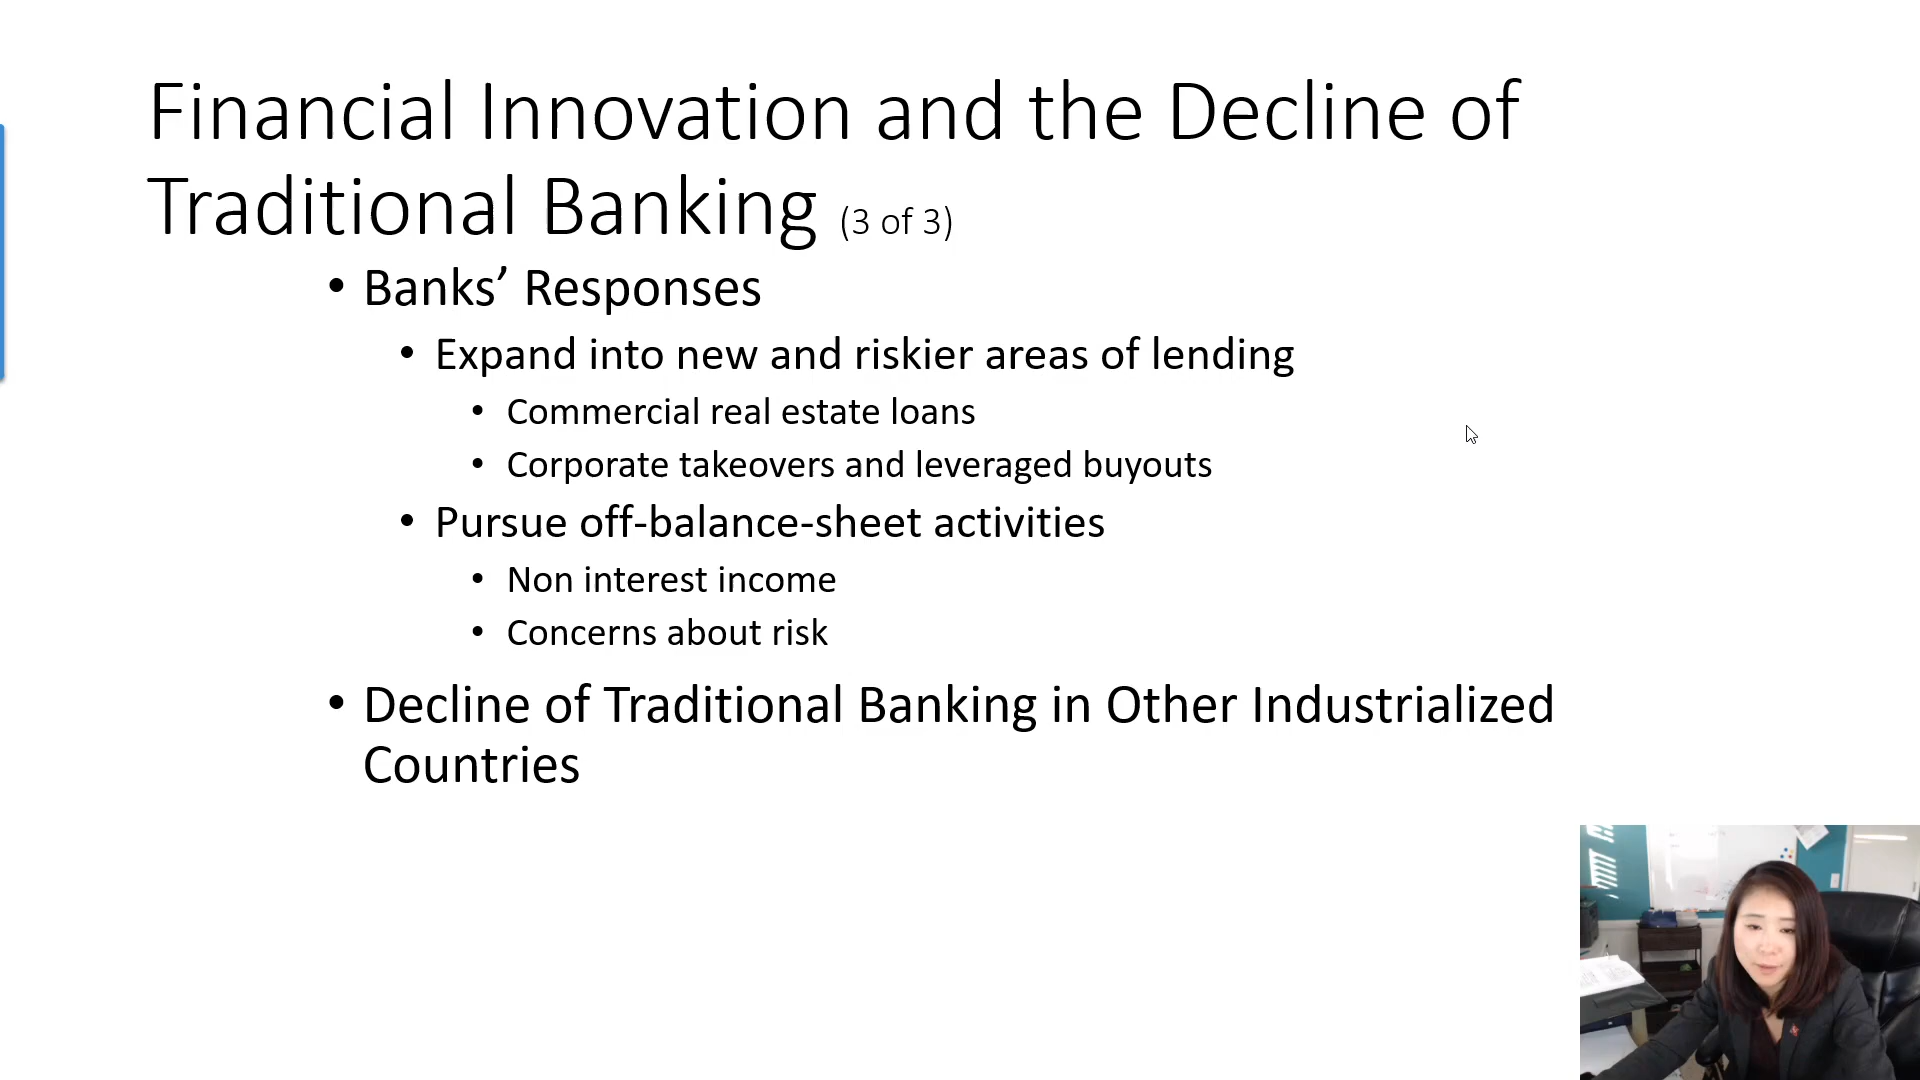 Financial Innovation and the Decline of
Traditional Banking (3 of 3)
• Banks’ Responses
• Expand into new and riskier areas of lending
• Commercial real estate loans
• Corporate takeovers and leveraged buyouts
• Pursue off-balance-sheet activities
• Non interest income
• Concerns about risk
• Decline of Traditional Banking in Other Industrialized
Countries